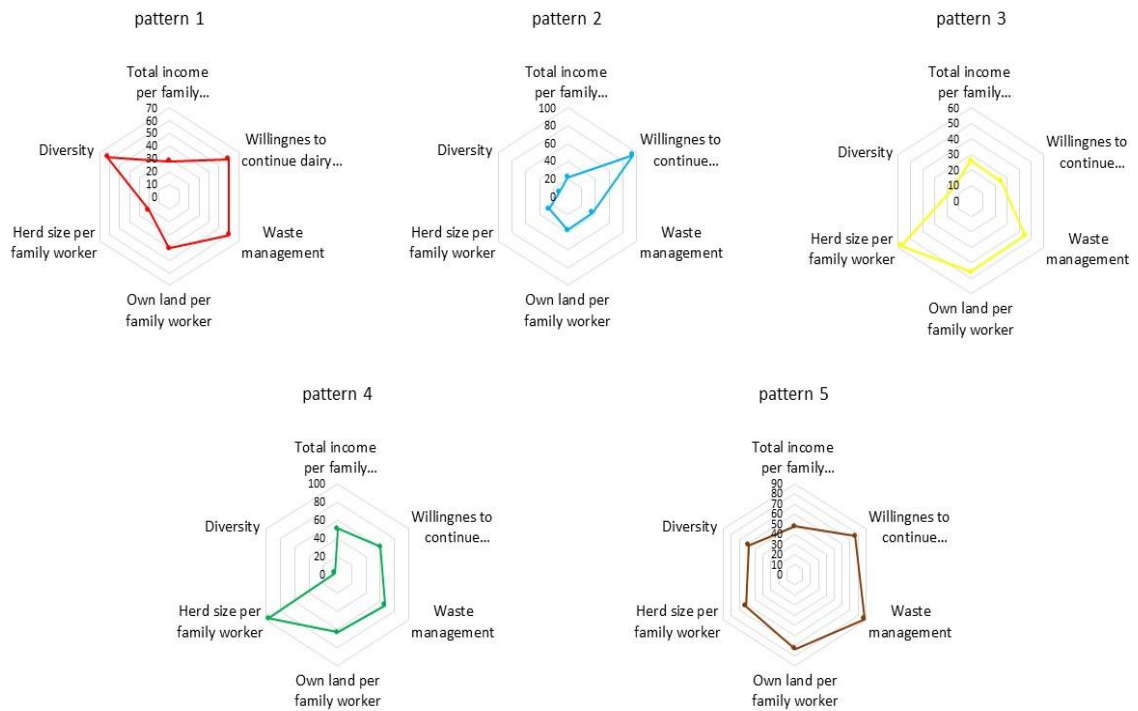 pattern 1
Total income
per family...
70
60
50
40
30
20
10
0
Willingnes to
continue dairy...
Waste
management
Own land per
family worker
Herd size per
family worker
Diversity
pattern 2
Total income
per family...
100
80
60
40
20
0
Willingnes to
continue...
Waste
management
Own land per
family worker
Herd size per
family worker
Diversity
pattern 3
Total income
per family...
60
50
40
30
20
10
0
Willingnes to
continue...
Waste
management
Own land per
family worker
Herd size per
family worker
Diversity
pattern 4
Total income
per family...
100
80
60
40
20
0
Willingnes to
continue...
Waste
management
Own land per
family worker
Herd size per
family worker
Diversity
pattern 5
Total income
per family...
90
80
70
60
50
40
30
20
10
0
Willingnes to
continue...
Waste
management
Own land per
family worker
Herd size per
family worker
Diversity